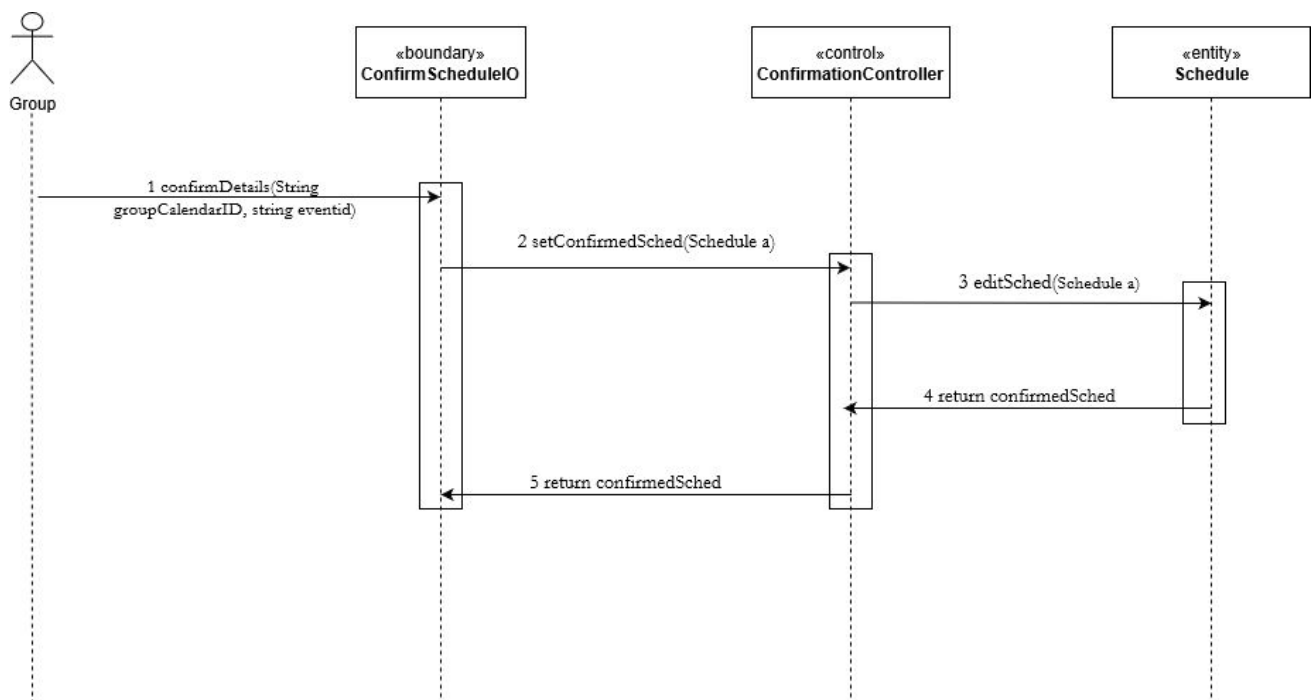 Group
«boundary»
ConfirmScheduleIO
«control»
ConfirmationController
«entity»
Schedule
1 confirmDetails(String
groupCalendarID, string eventid)
2 setConfirmedSched(Schedule a)
3 editSched(Schedule a)
4 return confirmedSched
5 return confirmedSched